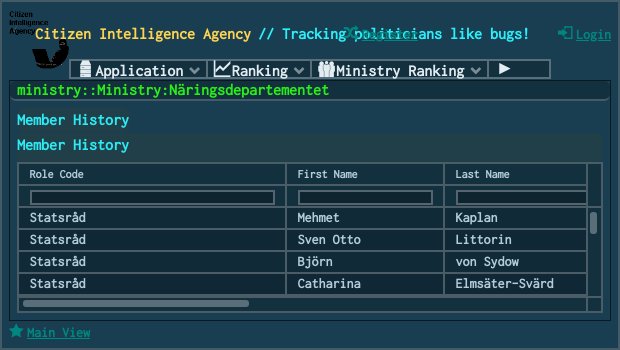 Citizen
Intelligence
Agency
Citizen Intelligence Agency // Tracking politicians like bugs!
Register
Login
Application
Ranking
Ministry Ranking
ministry::Ministry:Näringsdepartementet
Member History
Member History
Role Code First Name Last Name
Statsråd Mehmet Kaplan
Statsråd Sven Otto Littorin
Statsråd Björn von Sydow
Statsråd Catharina Elmsäter-Svärd
Main View